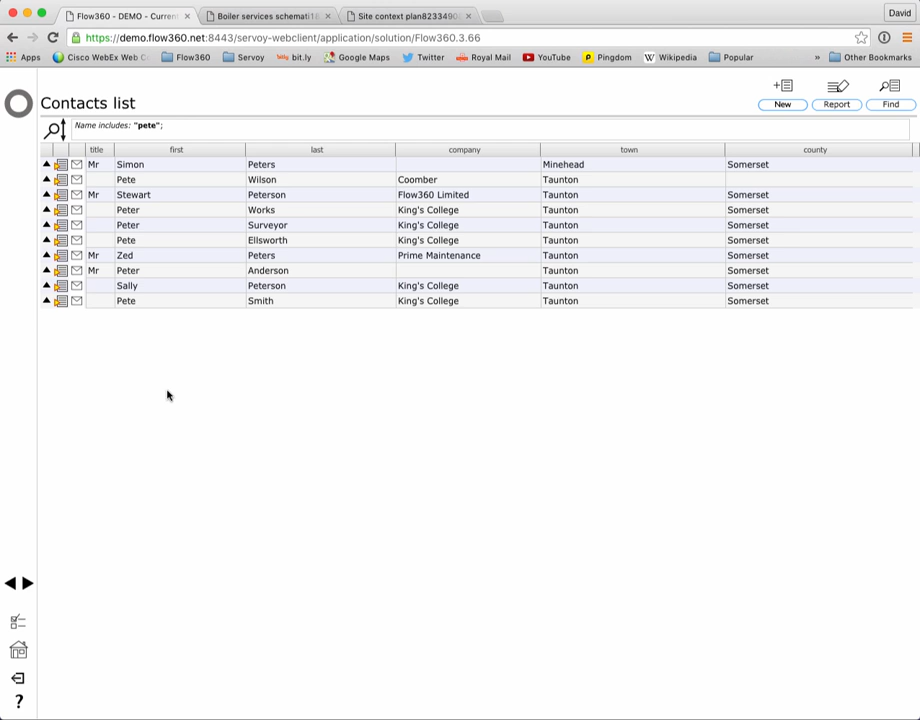 Flow360 - DEMO - Current
Boiler services schemati
Site context plan8233490
David
https://demo.flow360.net:8443/servoy-webclient/application/solution/Flow360.3.66
Apps Cisco WebEx Web C Flow360 Servoy bit.ly Google Maps Twitter Royal Mail YouTube Pingdom Wikipedia Popular » Other Bookmarks
Contacts list
New Report Find
Name includes: "pete";
title first last company town county
Mr Simon Peters Minehead Somerset
Pete Wilson Coomber Taunton
Mr Stewart Peterson Flow360 Limited Taunton Somerset
Peter Works King's College Taunton Somerset
Peter Surveyor King's College Taunton Somerset
Pete Ellsworth King's College Taunton Somerset
Mr Zed Peters Prime Maintenance Taunton Somerset
Mr Peter Anderson Taunton Somerset
Sally Peterson King's College Taunton Somerset
Pete Smith King's College Taunton Somerset
?